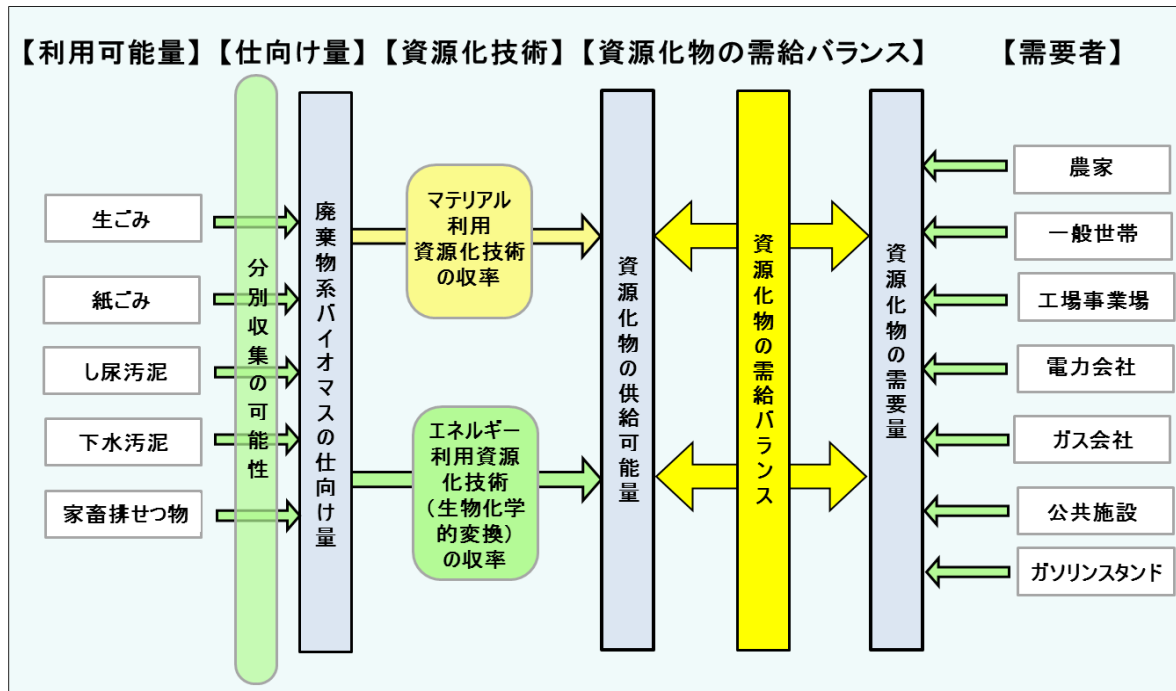 【利用可能量】【仕向け量】【資源化技術】【資源化物の需給バランス】【需要者】
生ごみ
紙ごみ
し尿汚泥
下水汚泥
家畜排せつ物
分別収集の可能性
廃棄物系バイオマスの仕向け量
マテリアル
利用
資源化技術
の収率
エネルギー
利用資源
化技術
(生物化学
的変換)
の収率
資源化物の供給可能量
資源化物の需給バランス
資源化物の需要量
農家
一般世帯
工場事業場
電力会社
ガス会社
公共施設
ガソリンスタンド